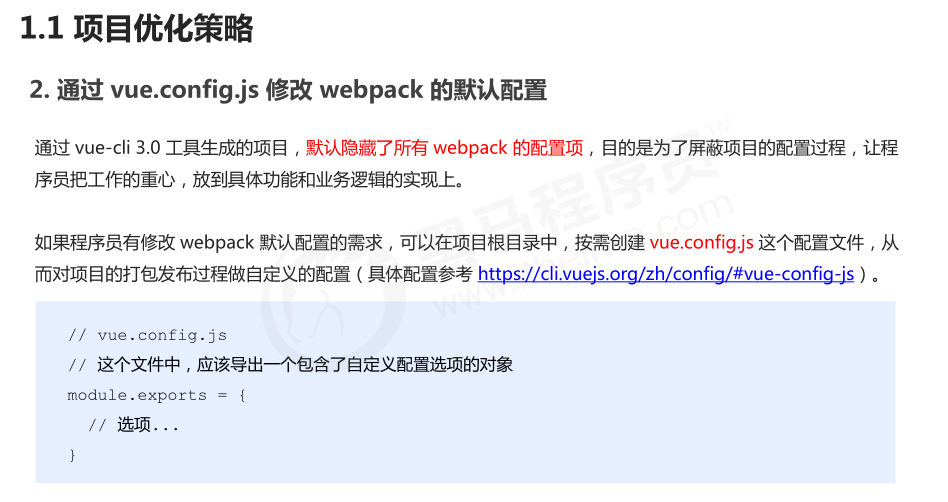 1.1 项目优化策略
2. 通过 vue.config.js 修改 webpack 的默认配置
通过 vue-cli 3.0 工具生成的项目，默认隐藏了所有 webpack 的配置项，目的是为了屏蔽项目的配置过程，让程
序员把工作的重心，放到具体功能和业务逻辑的实现上。
如果程序员有修改 webpack 默认配置的需求，可以在项目根目录中，按需创建 vue.config.js 这个配置文件，从
而对项目的打包发布过程做自定义的配置（具体配置参考 https://cli.vuejs.org/zh/config/#vue-config-js）。
// vue.config.js
// 这个文件中，应该导出一个包含了自定义配置选项的对象
module.exports = {
// 选项...
}
黑马程序员™